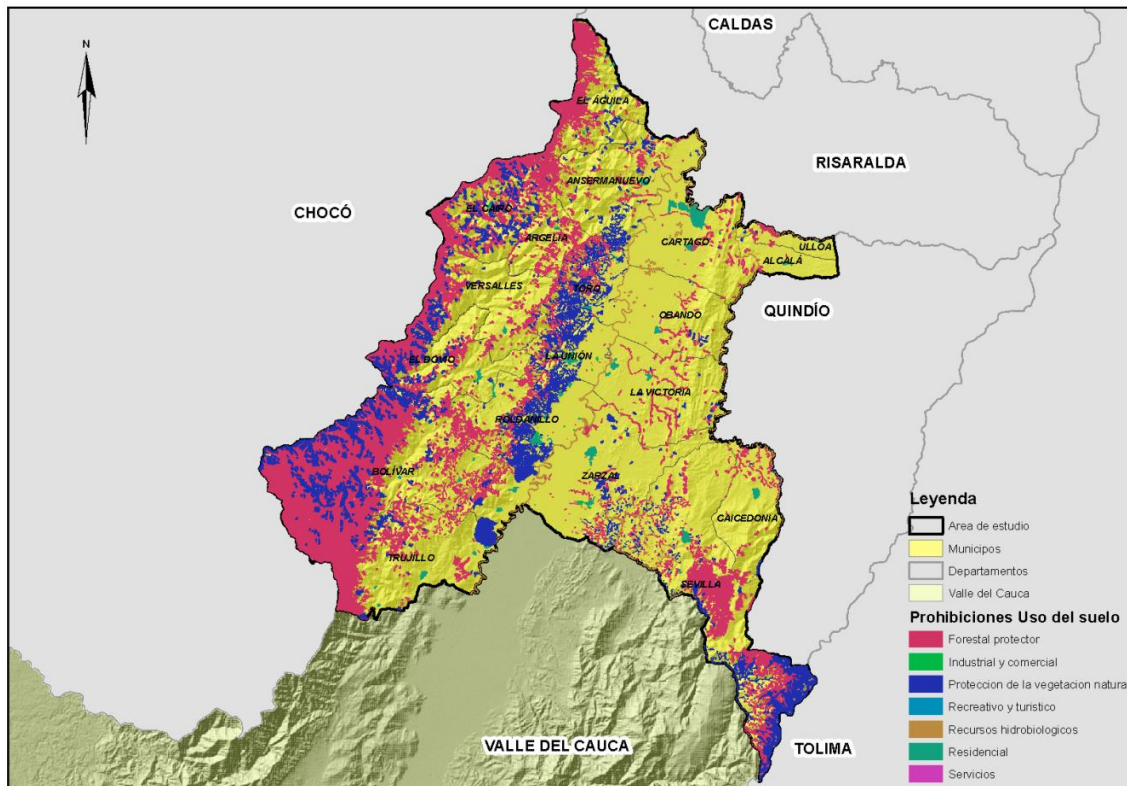 CALDAS
N
EL ÁGUILA
RISARALDA
ANSERMANUEVO
CHOCÓ
EL CAIRO
ARGELIA
CARTAGO
ULLOA
ALCALÁ
VERSALLES
TORO
OBANDO
QUINDÍO
EL DOVIO
LA UNIÓN
LA VICTORIA
ROLDANILLO
BOLÍVAR
ZARZAL
CAICEDONIA
TRUJILLO
SEVILLA
Leyenda
Area de estudio
Municipos
Departamentos
Valle del Cauca
Prohibiciones Uso del suelo
Forestal protector
Industrial y comercial
Proteccion de la vegetacion natural
Recreativo y turistico
Recursos hidrobiologicos
Residencial
Servicios
VALLE DEL CAUCA
TOLIMA